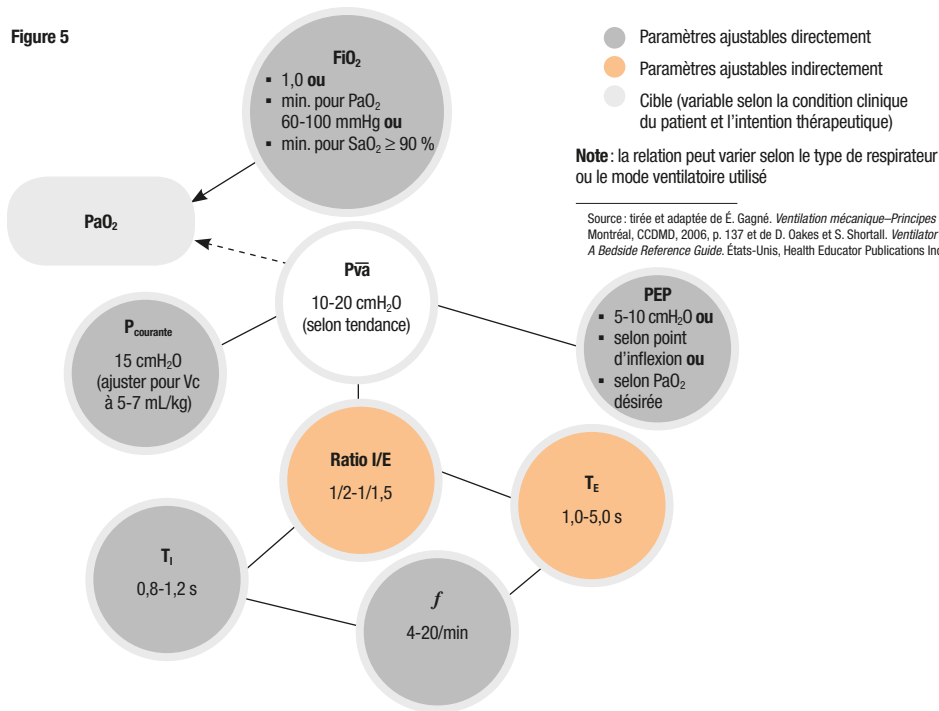 Figure 5
FiO₂
▪ 1,0 ou
▪ min. pour PaO₂
60-100 mmHg ou
▪ min. pour SaO₂ ≥ 90 %
Paramètres ajustables directement
Paramètres ajustables indirectement
Cible (variable selon la condition clinique
du patient et l'intention thérapeutique)
Note : la relation peut varier selon le type de respirateur
ou le mode ventilatoire utilisé
Source : tirée et adaptée de É. Gagné. Ventilation mécanique–Principes
Montréal, CCDMD, 2006, p. 137 et de D. Oakes et S. Shortall. Ventilator
A Bedside Reference Guide. États-Unis, Health Educator Publications Inc
PaO₂
Pv̅a̅
10-20 cmH₂O
(selon tendance)
PEP
▪ 5-10 cmH₂O ou
▪ selon point
d'inflexion ou
▪ selon PaO₂
désirée
P courante
15 cmH₂O
(ajuster pour Vc
à 5-7 mL/kg)
Ratio I/E
1/2-1/1,5
T_E
1,0-5,0 s
T_I
0,8-1,2 s
f
4-20/min